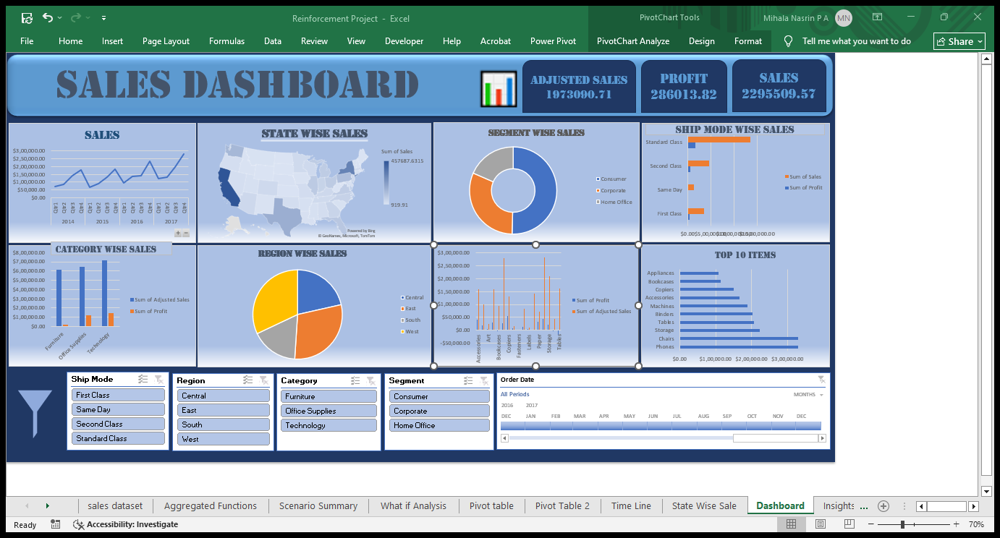 Reinforcement Project - Excel
PivotChart Tools
Mihala Nasrin P A
MN
File Home Insert Page Layout Formulas Data Review View Developer Help Acrobat Power Pivot PivotChart Analyze Design Format Tell me what you want to do Share
SALES DASHBOARD
ADJUSTED SALES
1973090.71
PROFIT
286013.82
SALES
2295509.57
SALES
$3,00,000.00
$2,50,000.00
$2,00,000.00
$1,50,000.00
$1,00,000.00
$50,000.00
$0.00
Qtr1 Qtr2 Qtr3 Qtr4 Qtr1 Qtr2 Qtr3 Qtr4 Qtr1 Qtr2 Qtr3 Qtr4 Qtr1 Qtr2 Qtr3 Qtr4
2014 2015 2016 2017
STATE WISE SALES
Sum of Sales
457687.6315
919.91
Powered by Bing
© GeoNames, Microsoft, TomTom
SEGMENT WISE SALES
Consumer
Corporate
Home Office
SHIP MODE WISE SALES
Standard Class
Second Class
Same Day
First Class
Sum of Sales
Sum of Profit
CATEGORY WISE SALES
$8,00,000.00
$7,00,000.00
$6,00,000.00
$5,00,000.00
$4,00,000.00
$3,00,000.00
$2,00,000.00
$1,00,000.00
$0.00
Furniture
Office Supplies
Technology
Sum of Adjusted Sales
Sum of Profit
REGION WISE SALES
Central
East
South
West
$3,00,000.00
$2,50,000.00
$2,00,000.00
$1,50,000.00
$1,00,000.00
$50,000.00
$0.00
-$50,000.00
Accessories
Art
Bookcases
Copiers
Fasteners
Labels
Paper
Storage
Tables
Sum of Profit
Sum of Adjusted Sales
TOP 10 ITEMS
Appliances
Bookcases
Copiers
Accessories
Machines
Binders
Tables
Storage
Chairs
Phones
$0.00 $1,00,000.00 $2,00,000.00 $3,00,000.00
Ship Mode
First Class
Same Day
Second Class
Standard Class
Region
Central
East
South
West
Category
Furniture
Office Supplies
Technology
Segment
Consumer
Corporate
Home Office
Order Date
All Periods
MONTHS
2016 2017
DEC JAN FEB MAR APR MAY JUN JUL AUG SEP OCT NOV DEC
sales dataset Aggregated Functions Scenario Summary What if Analysis Pivot table Pivot Table 2 Time Line State Wise Sale Dashboard Insights ...
Ready
Accessibility: Investigate
70%